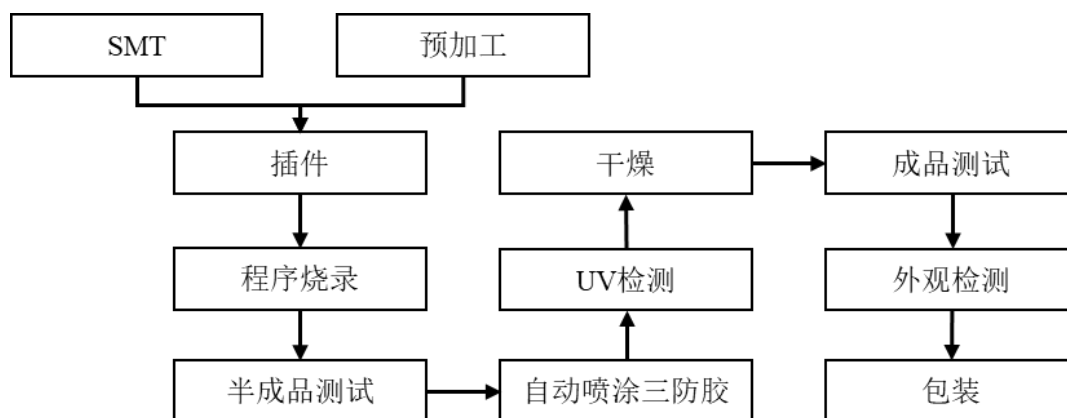 SMT
预加工
插件
程序烧录
半成品测试
自动喷涂三防胶
UV检测
干燥
成品测试
外观检测
包装